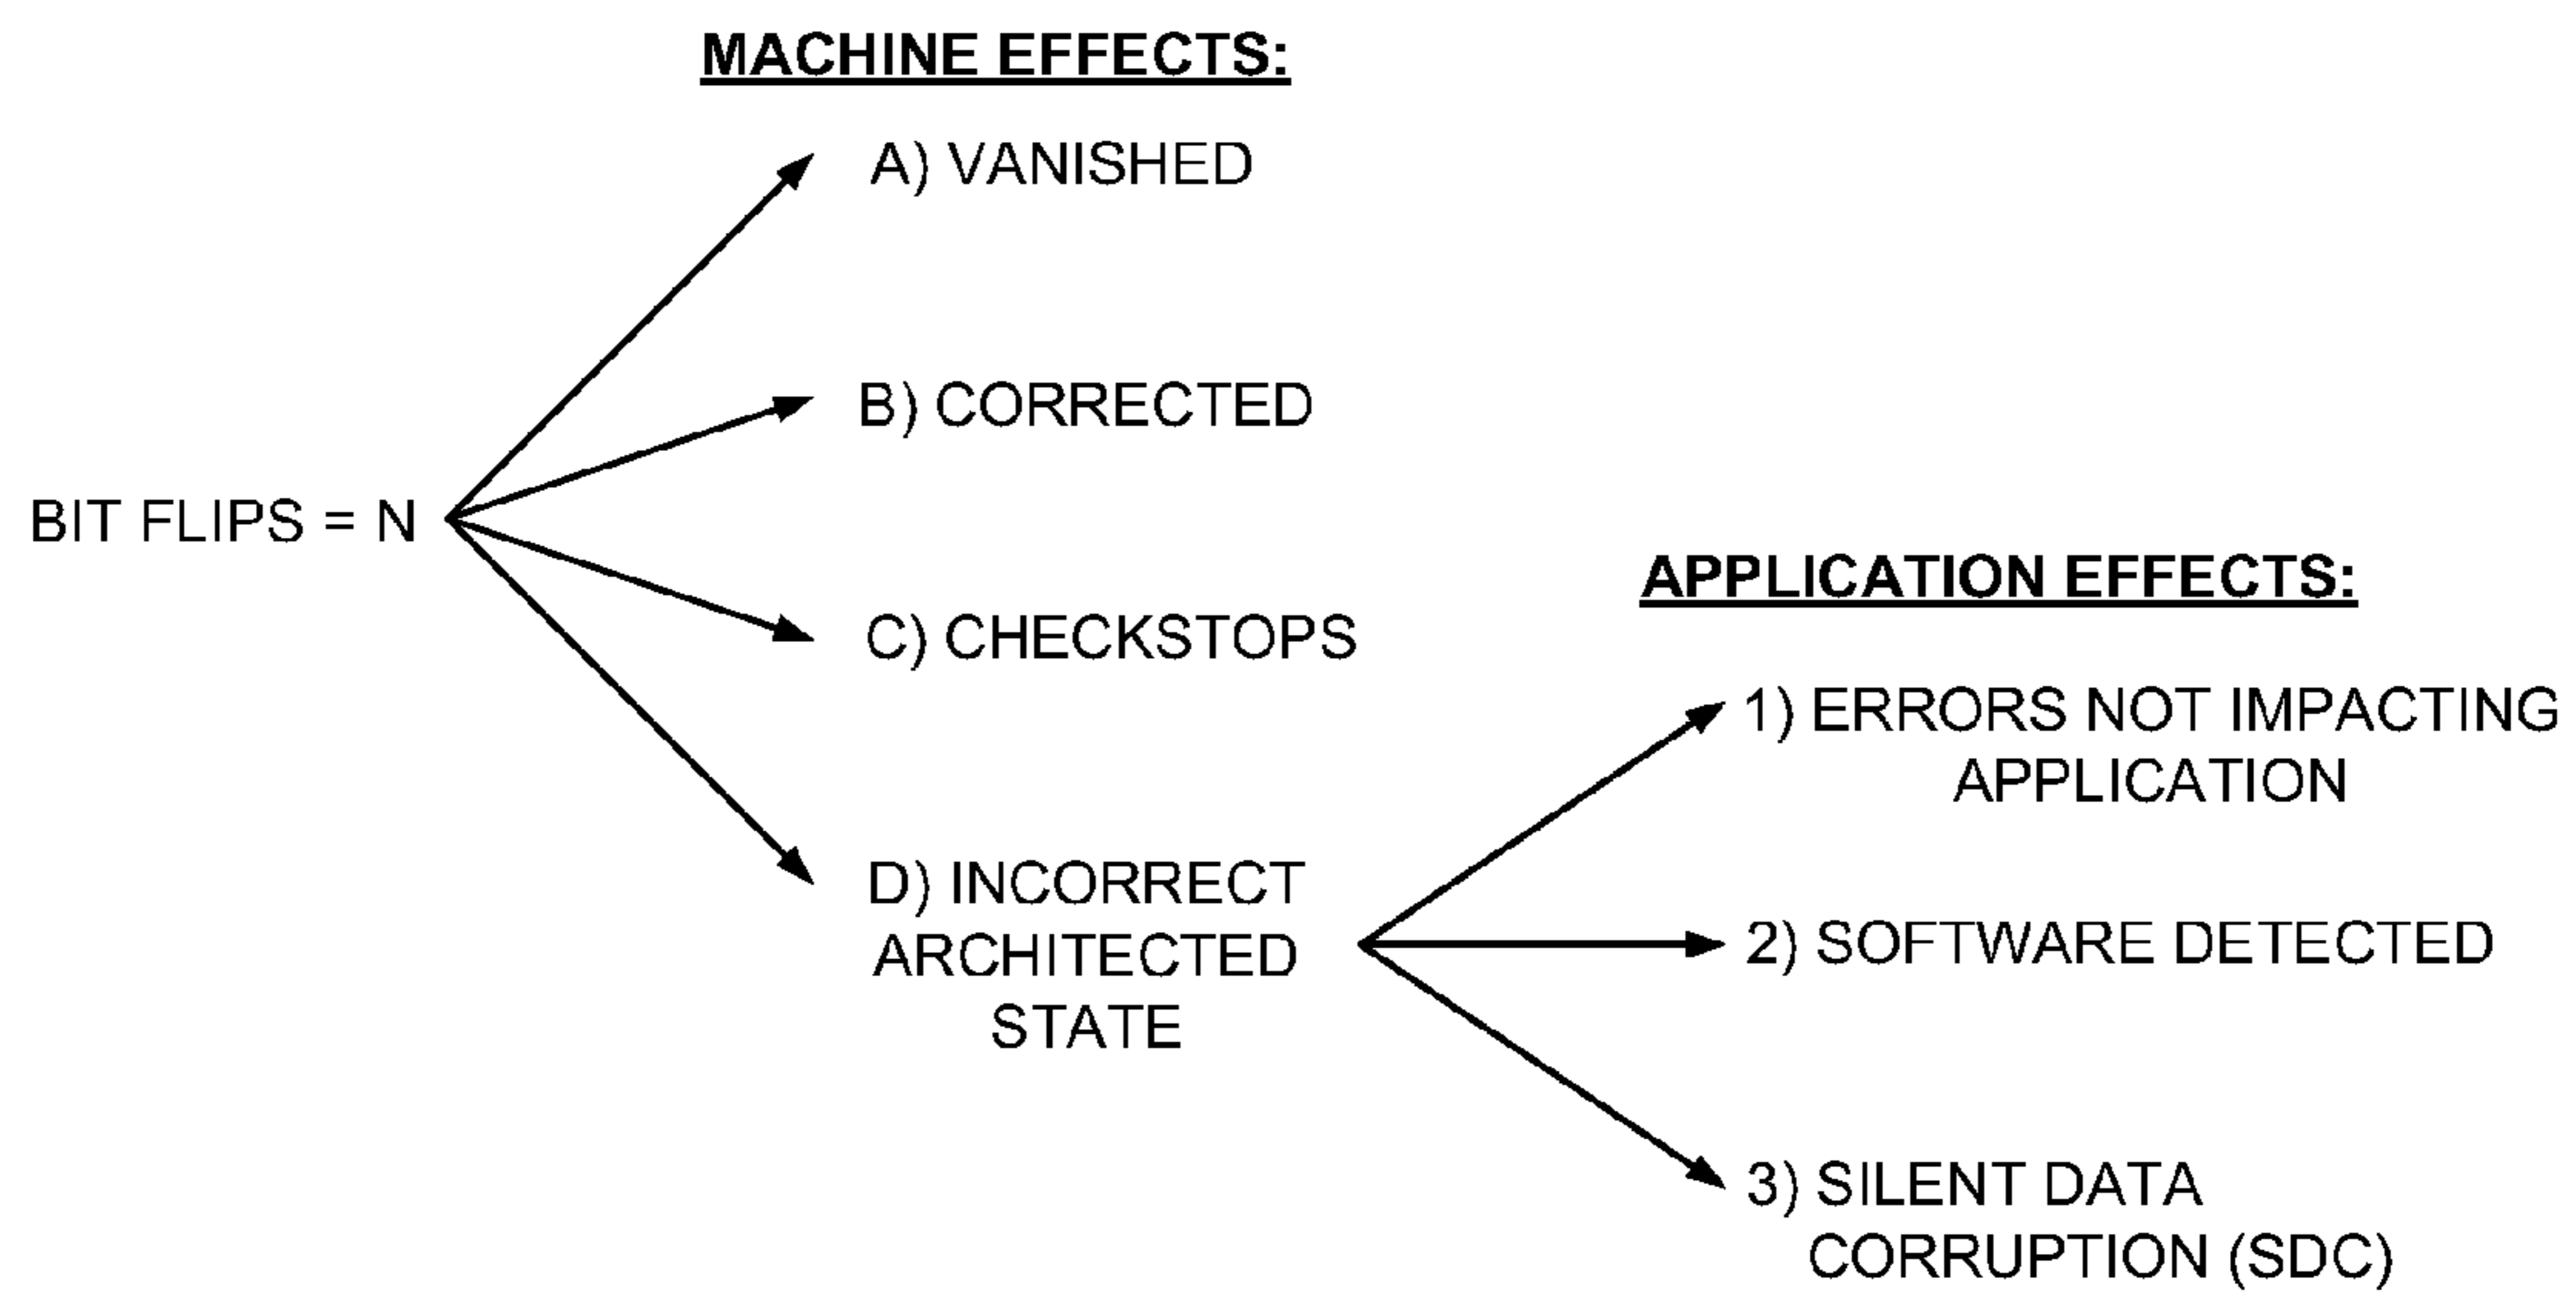 MACHINE EFFECTS:
A) VANISHED
B) CORRECTED
BIT FLIPS = N
C) CHECKSTOPS
D) INCORRECT
ARCHITECTED
STATE
APPLICATION EFFECTS:
1) ERRORS NOT IMPACTING
APPLICATION
2) SOFTWARE DETECTED
3) SILENT DATA
CORRUPTION (SDC)